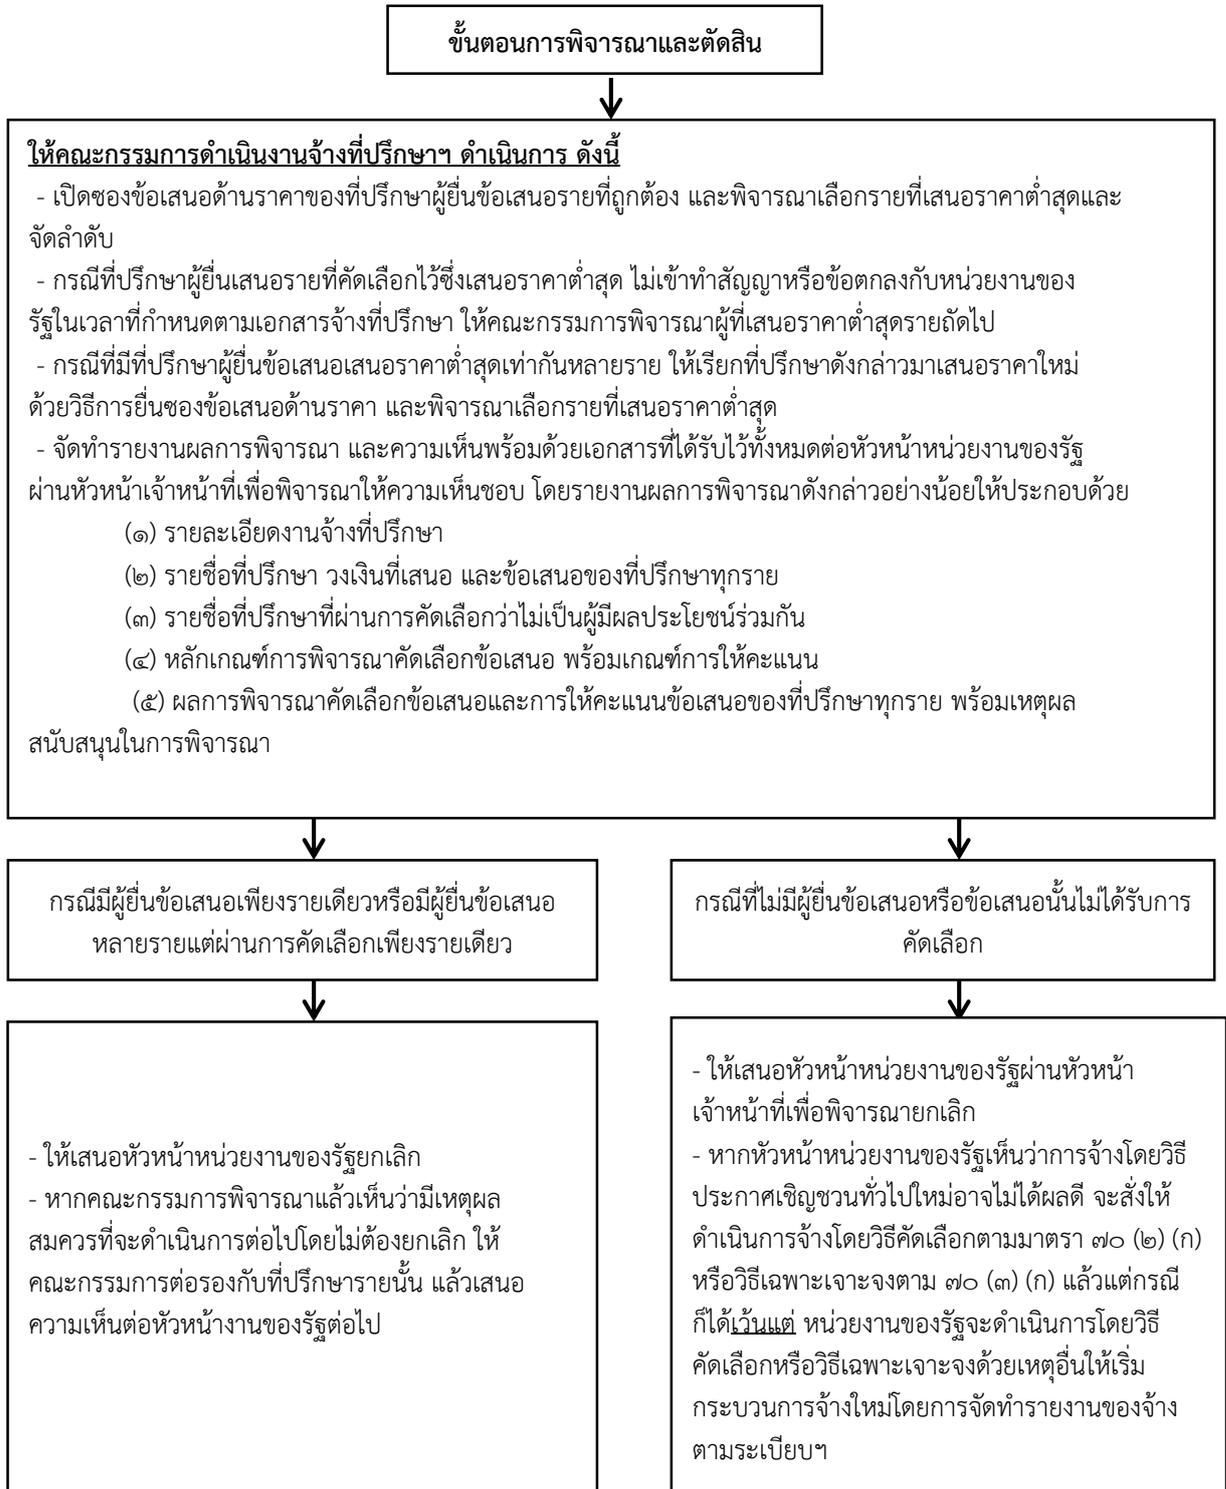 ขั้นตอนการพิจารณาและตัดสิน
ให้คณะกรรมการดำเนินงานจ้างที่ปรึกษาฯ ดำเนินการ ดังนี้
- เปิดซองข้อเสนอด้านราคาของที่ปรึกษาผู้ยื่นข้อเสนอรายที่ถูกต้อง และพิจารณาเลือกรายที่เสนอราคาต่ำสุดและ
จัดลำดับ
- กรณีที่ปรึกษาผู้ยื่นเสนอรายที่คัดเลือกไว้ซึ่งเสนอราคาต่ำสุด ไม่เข้าทำสัญญาหรือข้อตกลงกับหน่วยงานของ
รัฐในเวลาที่กำหนดตามเอกสารจ้างที่ปรึกษา ให้คณะกรรมการพิจารณาผู้ที่เสนอราคาต่ำสุดรายถัดไป
- กรณีที่มีที่ปรึกษาผู้ยื่นข้อเสนอเสนอราคาต่ำสุดเท่ากันหลายราย ให้เรียกที่ปรึกษาดังกล่าวมาเสนอราคาใหม่
ด้วยวิธีการยื่นซองข้อเสนอด้านราคา และพิจารณาเลือกรายที่เสนอราคาต่ำสุด
- จัดทำรายงานผลการพิจารณา และความเห็นพร้อมด้วยเอกสารที่ได้รับไว้ทั้งหมดต่อหัวหน้าหน่วยงานของรัฐ
ผ่านหัวหน้าเจ้าหน้าที่เพื่อพิจารณาให้ความเห็นชอบ โดยรายงานผลการพิจารณาดังกล่าวอย่างน้อยให้ประกอบด้วย
(๑) รายละเอียดงานจ้างที่ปรึกษา
(๒) รายชื่อที่ปรึกษา วงเงินที่เสนอ และข้อเสนอของที่ปรึกษาทุกราย
(๓) รายชื่อที่ปรึกษาที่ผ่านการคัดเลือกว่าไม่เป็นผู้มีผลประโยชน์ร่วมกัน
(๔) หลักเกณฑ์การพิจารณาคัดเลือกข้อเสนอ พร้อมเกณฑ์การให้คะแนน
(๕) ผลการพิจารณาคัดเลือกข้อเสนอและการให้คะแนนข้อเสนอของที่ปรึกษาทุกราย พร้อมเหตุผล
สนับสนุนในการพิจารณา
กรณีมีผู้ยื่นข้อเสนอเพียงรายเดียวหรือมีผู้ยื่นข้อเสนอ
หลายรายแต่ผ่านการคัดเลือกเพียงรายเดียว
- ให้เสนอหัวหน้าหน่วยงานของรัฐยกเลิก
- หากคณะกรรมการพิจารณาแล้วเห็นว่ามีเหตุผล
สมควรที่จะดำเนินการต่อไปโดยไม่ต้องยกเลิก ให้
คณะกรรมการต่อรองกับที่ปรึกษารายนั้น แล้วเสนอ
ความเห็นต่อหัวหน้างานของรัฐต่อไป
กรณีที่ไม่มีผู้ยื่นข้อเสนอหรือข้อเสนอนั้นไม่ได้รับการ
คัดเลือก
- ให้เสนอหัวหน้าหน่วยงานของรัฐผ่านหัวหน้า
เจ้าหน้าที่เพื่อพิจารณายกเลิก
- หากหัวหน้าหน่วยงานของรัฐเห็นว่าการจ้างโดยวิธี
ประกาศเชิญชวนทั่วไปใหม่อาจไม่ได้ผลดี จะสั่งให้
ดำเนินการจ้างโดยวิธีคัดเลือกตามมาตรา ๗๐ (๒) (ก)
หรือวิธีเฉพาะเจาะจงตาม ๗๐ (๓) (ก) แล้วแต่กรณี
ก็ได้เว้นแต่ หน่วยงานของรัฐจะดำเนินการโดยวิธี
คัดเลือกหรือวิธีเฉพาะเจาะจงด้วยเหตุอื่นให้เริ่ม
กระบวนการจ้างใหม่โดยการจัดทำรายงานของจ้าง
ตามระเบียบฯ